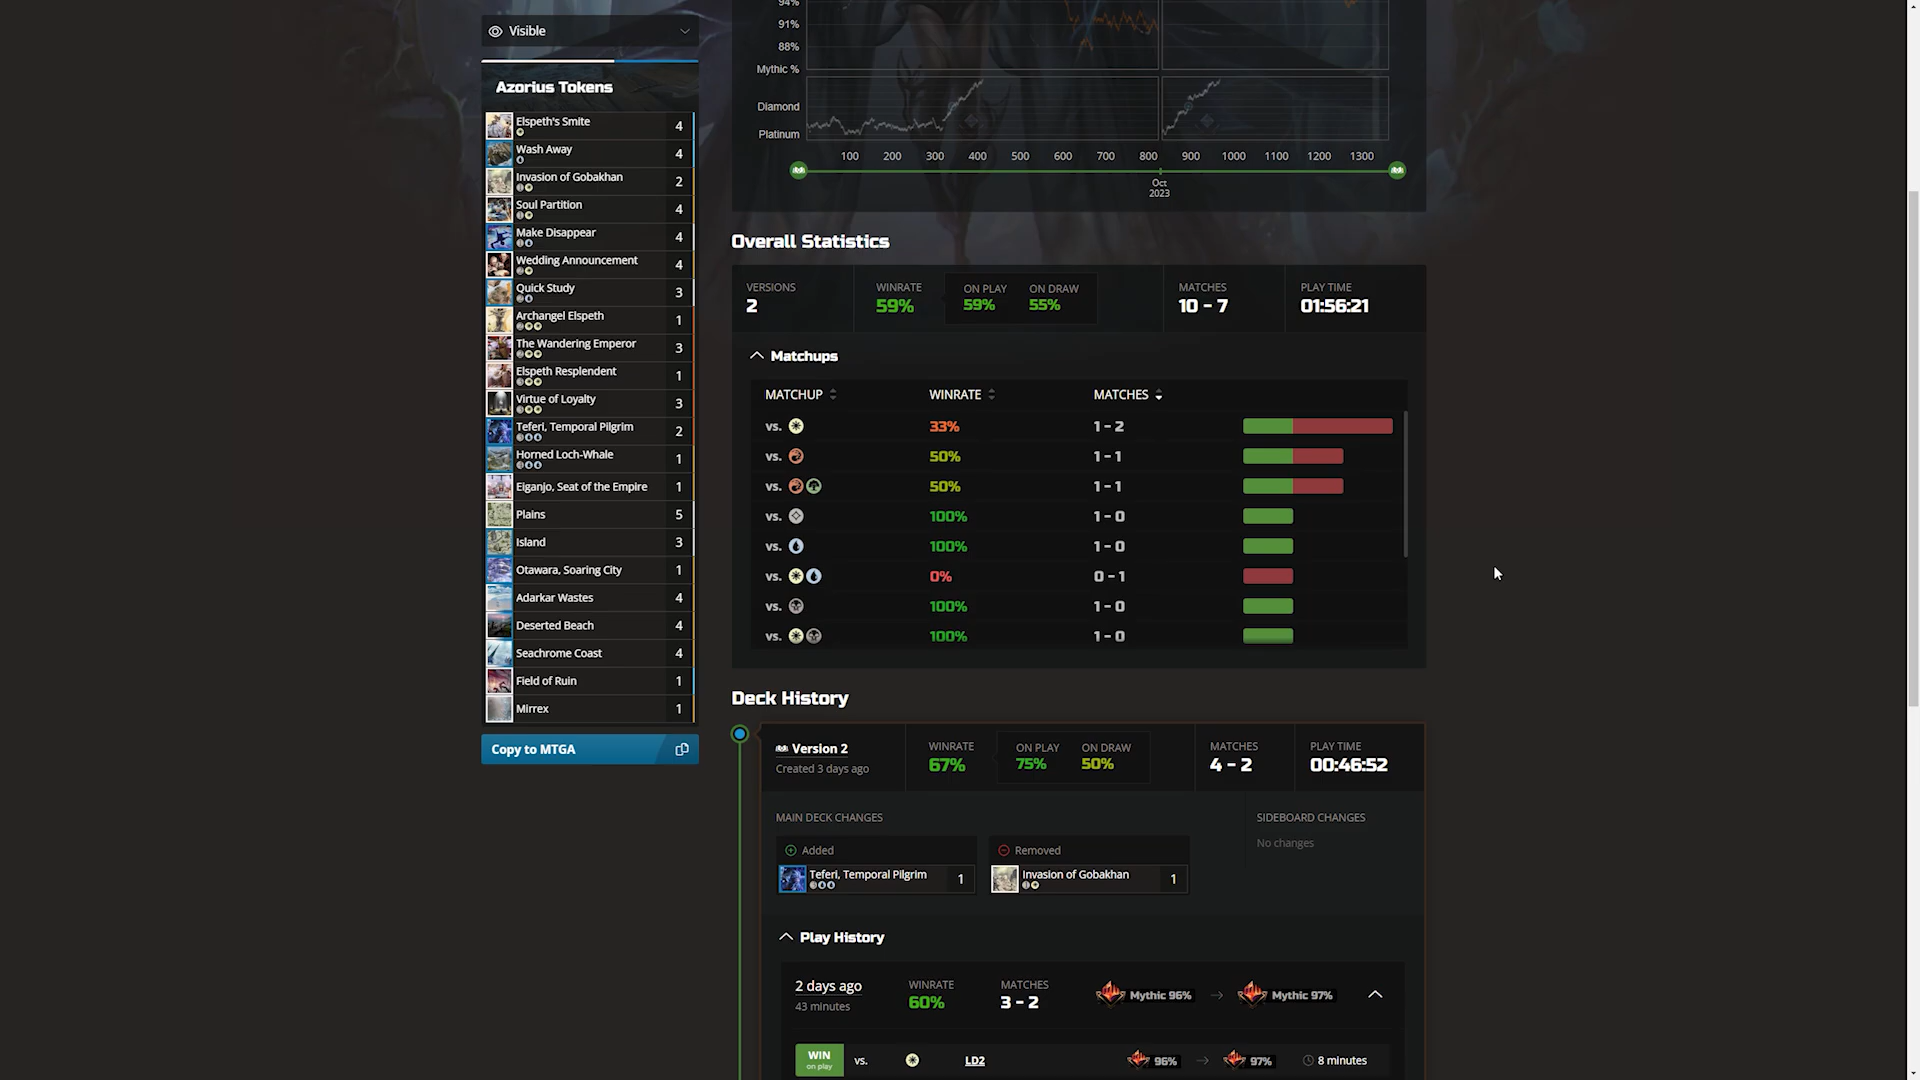 Visible
Azorius Tokens
Elspeth's Smite 4
Wash Away 4
Invasion of Gobakhan 2
Soul Partition 4
Make Disappear 4
Wedding Announcement 4
Quick Study 3
Archangel Elspeth 1
The Wandering Emperor 3
Elspeth Resplendent 1
Virtue of Loyalty 3
Teferi, Temporal Pilgrim 2
Horned Loch-Whale 1
Eiganjo, Seat of the Empire 1
Plains 5
Island 3
Otawara, Soaring City 1
Adarkar Wastes 4
Deserted Beach 4
Seachrome Coast 4
Field of Ruin 1
Mirrex 1
Copy to MTGA
94%
91%
88%
Mythic %
Diamond
Platinum
100 200 300 400 500 600 700 800 900 1000 1100 1200 1300
Oct
2023
Overall Statistics
VERSIONS WINRATE ON PLAY ON DRAW MATCHES PLAY TIME
2 59% 59% 55% 10 - 7 01:56:21
Matchups
MATCHUP WINRATE MATCHES
vs. 33% 1 - 2
vs. 50% 1 - 1
vs. 50% 1 - 1
vs. 100% 1 - 0
vs. 100% 1 - 0
vs. 0% 0 - 1
vs. 100% 1 - 0
vs. 100% 1 - 0
Deck History
Version 2
Created 3 days ago
WINRATE ON PLAY ON DRAW MATCHES PLAY TIME
67% 75% 50% 4 - 2 00:46:52
MAIN DECK CHANGES SIDEBOARD CHANGES
Added Removed No changes
Teferi, Temporal Pilgrim 1 Invasion of Gobakhan 1
Play History
2 days ago WINRATE MATCHES
43 minutes 60% 3 - 2 Mythic 96% Mythic 97%
WIN
on play
vs. LD2 96% 97% 8 minutes